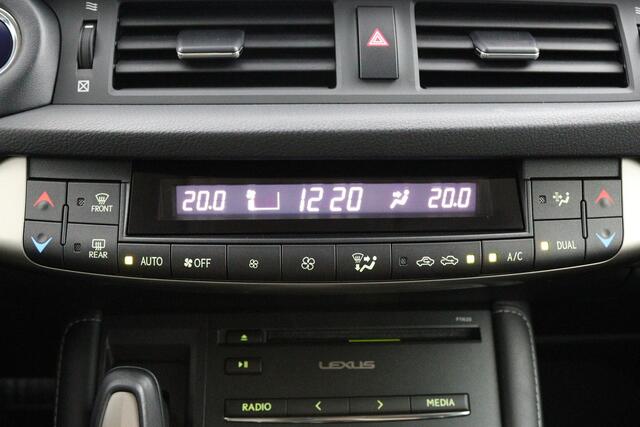 20.0 12:20 20.0
FRONT
REAR AUTO OFF A/C DUAL
LEXUS
RADIO MEDIA